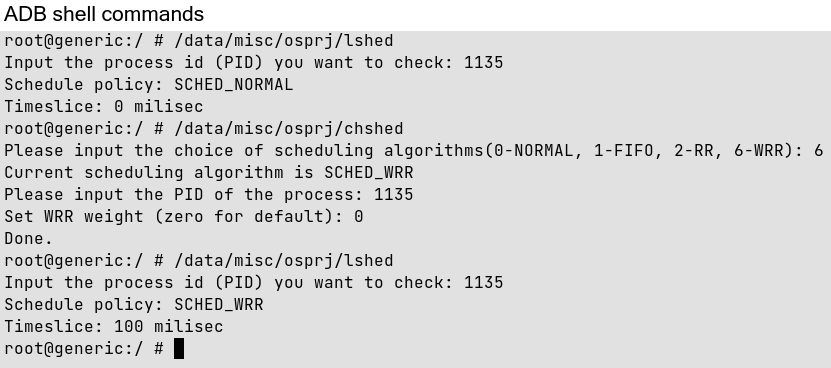 ADB shell commands
root@generic:/ # /data/misc/osprj/lshed
Input the process id (PID) you want to check: 1135
Schedule policy: SCHED_NORMAL
Timeslice: 0 milisec
root@generic:/ # /data/misc/osprj/chshed
Please input the choice of scheduling algorithms(0-NORMAL, 1-FIFO, 2-RR, 6-WRR): 6
Current scheduling algorithm is SCHED_WRR
Please input the PID of the process: 1135
Set WRR weight (zero for default): 0
Done.
root@generic:/ # /data/misc/osprj/lshed
Input the process id (PID) you want to check: 1135
Schedule policy: SCHED_WRR
Timeslice: 100 milisec
root@generic:/ #